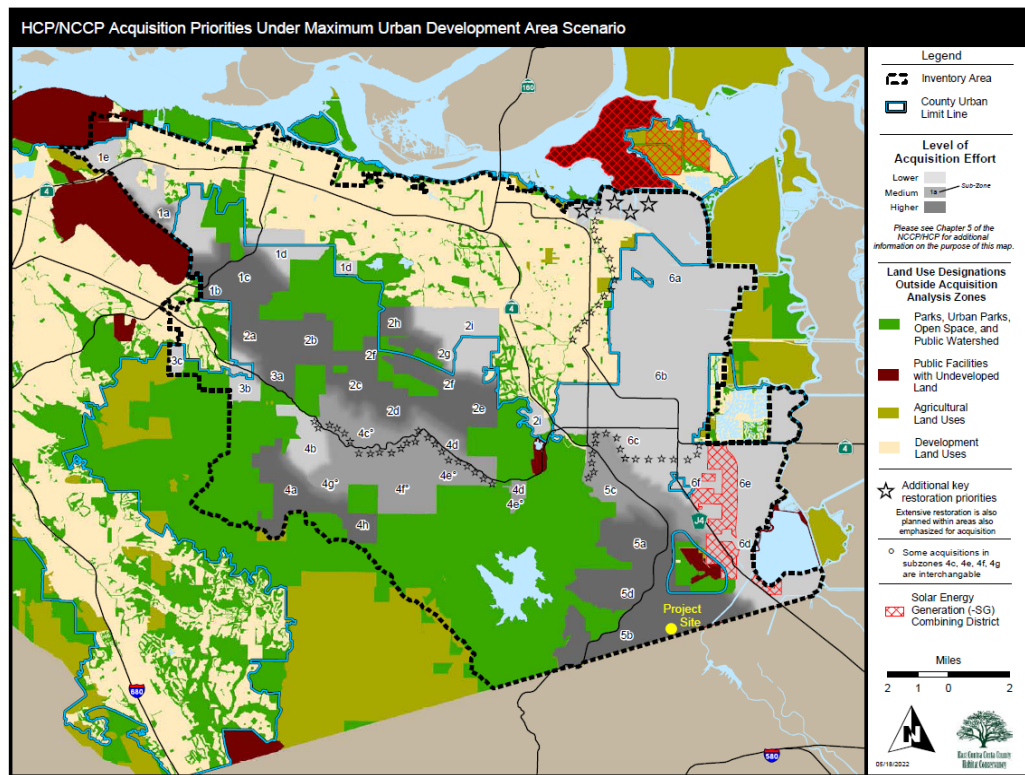 HCP/NCCP Acquisition Priorities Under Maximum Urban Development Area Scenario
160
4
1e
1a
1d
1d
1c
1b
4
6a
2h
2i
2a
2b
2g
2f
3c
3a
2c
2f
6b
3b
2e
2d
2i
4c°
4d
6c
4
4b
4e°
4g°
4a
4f°
4d
5c
6f
6e
4e°
J4
4h
5a
6d
5d
Project
Site
5b
680
580
Legend
Inventory Area
County Urban
Limit Line
Level of
Acquisition Effort
Lower
Medium
1a
Sub-Zone
Higher
Please see Chapter 5 of the
NCCP/HCP for additional
information on the purpose of this map.
Land Use Designations
Outside Acquisition
Analysis Zones
Parks, Urban Parks,
Open Space, and
Public Watershed
Public Facilities
with Undeveloped
Land
Agricultural
Land Uses
Development
Land Uses
Additional key
restoration priorities
Extensive restoration is also
planned within areas also
emphasized for acquisition
Some acquisitions in
subzones 4c, 4e, 4f, 4g
are interchangable
Solar Energy
Generation (-SG)
Combining District
Miles
2 1 0 2
N
05/18/2022
East Contra Costa County
Habitat Conservancy